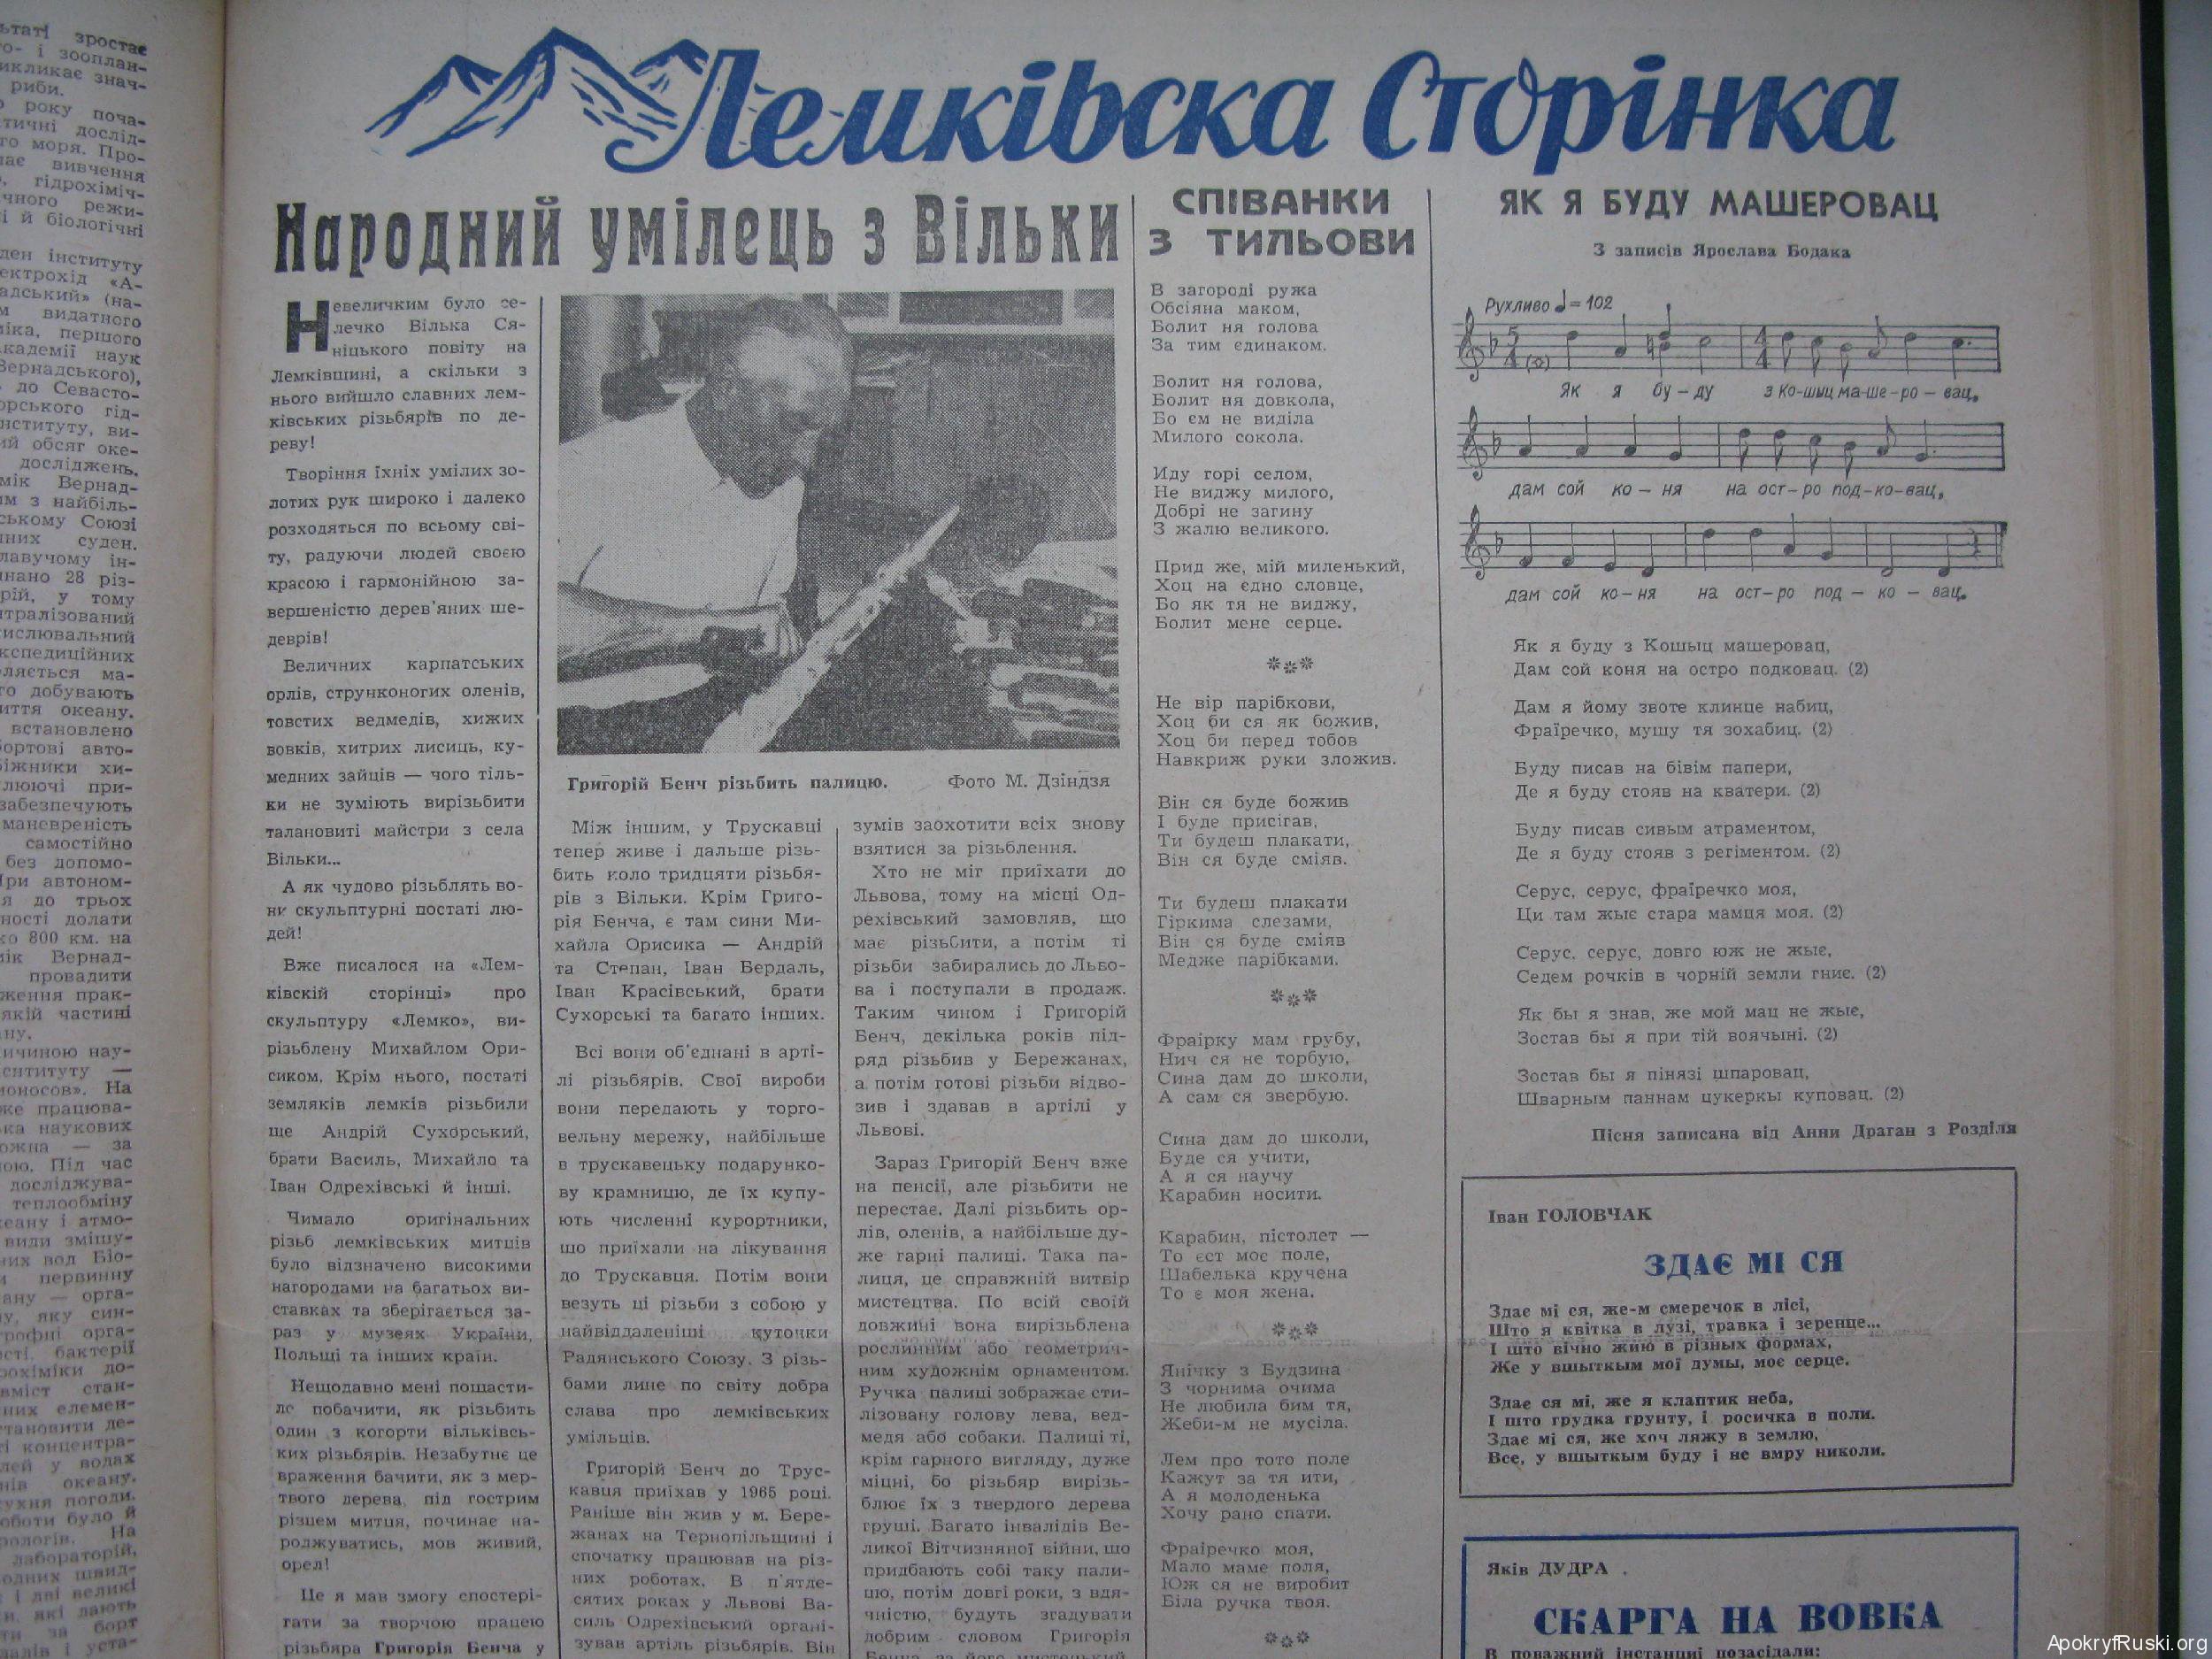 Лемківска Сторінка
Народний умілець з Вільки
Невеличким було се-
лечко Вілька Ся-
ніцького повіту на
Лемківщині, а скільки з
нього вийшло славних лем-
ківських різьбярів по де-
реву!
Творіння їхніх умілих зо-
лотих рук широко і далеко
розходяться по всьому сві-
ту, радуючи людей своєю
красою і гармонійною за-
вершеністю дерев'яних ше-
деврів!
Величних карпатських
орлів, струнконогих оленів,
товстих ведмедів, хижих
вовків, хитрих лисиць, ку-
медних зайців — чого тіль-
ки не зуміють вирізьбити
талановиті майстри з села
Вільки...
А як чудово різьблять во-
ни скульптурні постаті лю-
дей!
Вже писалося на «Лем-
ківскій сторінці» про
скульптуру «Лемко», ви-
різьблену Михайлом Ори-
сиком. Крім нього, постаті
земляків лемків різьбили
ще Андрій Сухорський,
брати Василь, Михайло та
Іван Одрехівські й інші.
Чимало оригінальних
різьб лемківських митців
було відзначено високими
нагородами на багатьох ви-
ставках та зберігається за-
раз у музеях України,
Польщі та інших країн.
Нещодавно мені пощасти-
ло побачити, як різьбить
один з когорти вільківсь-
ких різьбярів. Незабутнє це
враження бачити, як з мер-
твого дерева, під гострим
різцем митця, починає на-
роджуватись, мов живий,
орел!
Це я мав змогу спостері-
гати за творчою працею
різьбяра Григорія Бенча у
Григорій Бенч різьбить палицю. Фото М. Дзіндзя
Між іншим, у Трускавці
тепер живе і дальше різь-
бить коло тридцяти різьбя-
рів з Вільки. Крім Григо-
рія Бенча, є там сини Ми-
хайла Орисика — Андрій
та Степан, Іван Бердаль,
Іван Красівський, брати
Сухорські та багато інших.
Всі вони об'єднані в арті-
лі різьбярів. Свої вироби
вони передають у торго-
вельну мережу, найбільше
в трускавецьку подарунко-
ву крамницю, де їх купу-
ють численні курортники,
що приїхали на лікування
до Трускавця. Потім вони
везуть ці різьби з собою у
найвіддаленіші куточки
Радянського Союзу. З різь-
бами лине по світу добра
слава про лемківських
умільців.
Григорій Бенч до Трус-
кавця приїхав у 1965 році.
Раніше він жив у м. Бере-
жанах на Тернопільщині і
спочатку працював на різ-
них роботах. В п'ятде-
сятих роках у Львові Ва-
силь Одрехівський органі-
зував артіль різьбярів. Він
зумів заохотити всіх знову
взятися за різьблення.
Хто не міг приїхати до
Львова, тому на місці Од-
рехівський замовляв, що
має різьбити, а потім ті
різьби забирались до Льво-
ва і поступали в продаж.
Таким чином і Григорій
Бенч, декілька років під-
ряд різьбив у Бережанах,
а потім готові різьби відво-
зив і здавав в артілі у
Львові.
Зараз Григорій Бенч вже
на пенсії, але різьбити не
перестає. Далі різьбить ор-
лів, оленів, а найбільше ду-
же гарні палиці. Така па-
лиця, це справжній витвір
мистецтва. По всій своїй
довжині вона вирізьблена
рослинним або геометрич-
ним художнім орнаментом.
Ручка палиці зображає сти-
лізовану голову лева, вед-
медя або собаки. Палиці ті,
крім гарного вигляду, дуже
міцні, бо різьбяр вирізь-
блює їх з твердого дерева
груші. Багато інвалідів Ве-
ликої Вітчизняної війни, що
придбають собі таку пали-
цю, потім довгі роки, з вдя-
чністю, будуть згадувати
добрим словом Григорія
СПІВАНКИ
З ТИЛЬОВИ
В загороді ружа
Обсіяна маком,
Болит ня голова
За тим єдинаком.
Болит ня голова,
Болит ня довкола,
Бо єм не виділа
Милого сокола.
Иду горі селом,
Не виджу милого,
Добрі не загину
З жалю великого.
Прид же, мій миленький,
Хоц на єдно словце,
Бо як тя не виджу,
Болит мене серце.
***
Не вір парібкови,
Хоц би ся як божив,
Хоц би перед тобов
Навкриж руки зложив.
Він ся буде божив
І буде присігав,
Ти будеш плакати,
Він ся буде сміяв.
Ти будеш плакати
Гіркима слезами,
Він ся буде сміяв
Медже парібками.
***
Фраірку мам грубу,
Нич ся не торбую,
Сина дам до школи,
А сам ся звербую.
Сина дам до школи,
Буде ся учити,
А я ся научу
Карабин носити.
Карабин, пістолет —
То єст моє поле,
Шабелька кручена
То є моя жена.
***
Янічку з Будзина
З чорнима очима
Не любила бим тя,
Жеби-м не мусіла.
Лем про тото поле
Кажут за тя ити,
А я молоденька
Хочу рано спати.
Фраіречко моя,
Мало маме поля,
Юж ся не виробит
Біла ручка твоя.
***
ЯК Я БУДУ МАШЕРОВАЦ
З записів Ярослава Бодака
Рухливо ♩=102
Як я бу-ду з Ко-шыц ма-ше-ро-вац,
дам сой ко-ня на ост-ро под-ко-вац,
дам сой ко-ня на ост-ро под-ко-вац.
Як я буду з Кошыц машеровац,
Дам сой коня на остро подковац. (2)
Дам я йому звоте клинце набиц,
Фраїречко, мушу тя зохабиц. (2)
Буду писав на бівім папери,
Де я буду стояв на кватери. (2)
Буду писав сивым атраментом,
Де я буду стояв з регіментом. (2)
Серус, серус, фраїречко моя,
Ци там жыє стара мамця моя. (2)
Серус, серус, довго юж не жыє,
Седем рочків в чорній земли гниє. (2)
Як бы я знав, же мой мац не жыє,
Зостав бы я при тій воячыні. (2)
Зостав бы я пінязі шпаровац,
Шварным паннам цукеркы куповац. (2)
Пісня записана від Анни Драган з Розділя
Іван ГОЛОВЧАК
ЗДАЄ МІ СЯ
Здає мі ся, же-м смеречок в лісі,
Што я квітка в лузі, травка і зеренце...
І што вічно жию в різных формах,
Же у вшыткым мої думы, моє серце.
Здає ся мі, же я клаптик неба,
І што грудка грунту, і росичка в поли.
Здає мі ся, же хоч ляжу в землю,
Все, у вшыткым буду і не вмру николи.
Яків ДУДРА
СКАРГА НА ВОВКА
В поважний інстанції позасідали:
ApokryfRuski.org